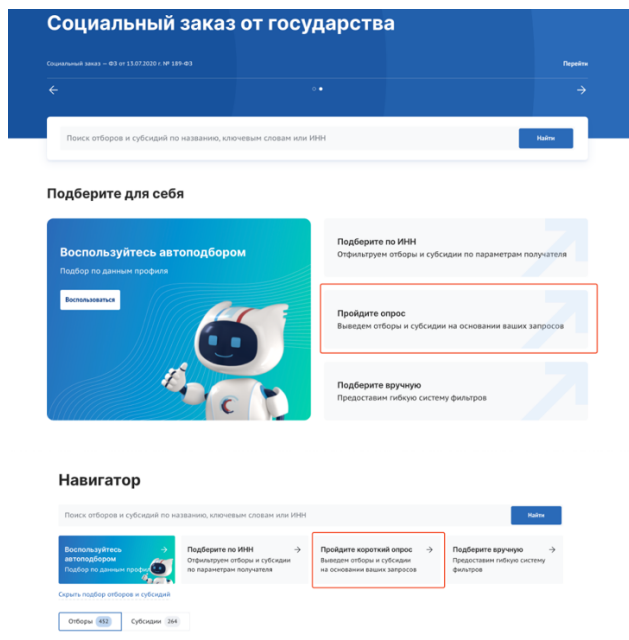 Социальный заказ от государства
Социальный заказ — ФЗ от 13.07.2020 г. № 189-ФЗ
Перейти
Поиск отборов и субсидий по названию, ключевым словам или ИНН
Найти
Подберите для себя
Воспользуйтесь автоподбором
Подбор по данным профиля
Воспользоваться
Подберите по ИНН
Отфильтруем отборы и субсидии по параметрам получателя
Пройдите опрос
Выведем отборы и субсидии на основании ваших запросов
Подберите вручную
Предоставим гибкую систему фильтров
Навигатор
Поиск отборов и субсидий по названию, ключевым словам или ИНН
Найти
Воспользуйтесь
автоподбором
Подбор по данным профиля
Подберите по ИНН
Отфильтруем отборы и субсидии
по параметрам получателя
Пройдите короткий опрос
Выведем отборы и субсидии
на основании ваших запросов
Подберите вручную
Предоставим гибкую систему
фильтров
Скрыть подбор отборов и субсидий
Отборы 452
Субсидии 264